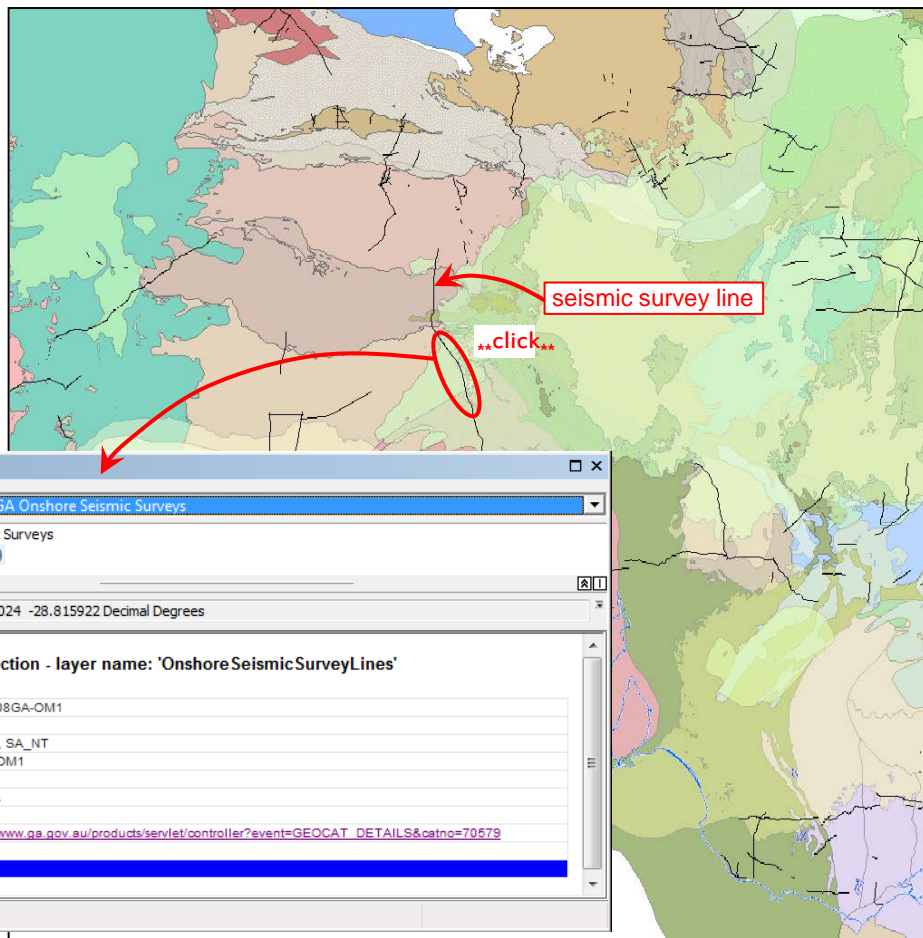 seismic survey line
**click**
GA Onshore Seismic Surveys
Surveys
)
024 -28.815922 Decimal Degrees
ction - layer name: 'OnshoreSeismicSurveyLines'
08GA-OM1
, SA_NT
OM1
www.ga.gov.au/products/servlet/controller?event=GEOCAT_DETAILS&catno=70579